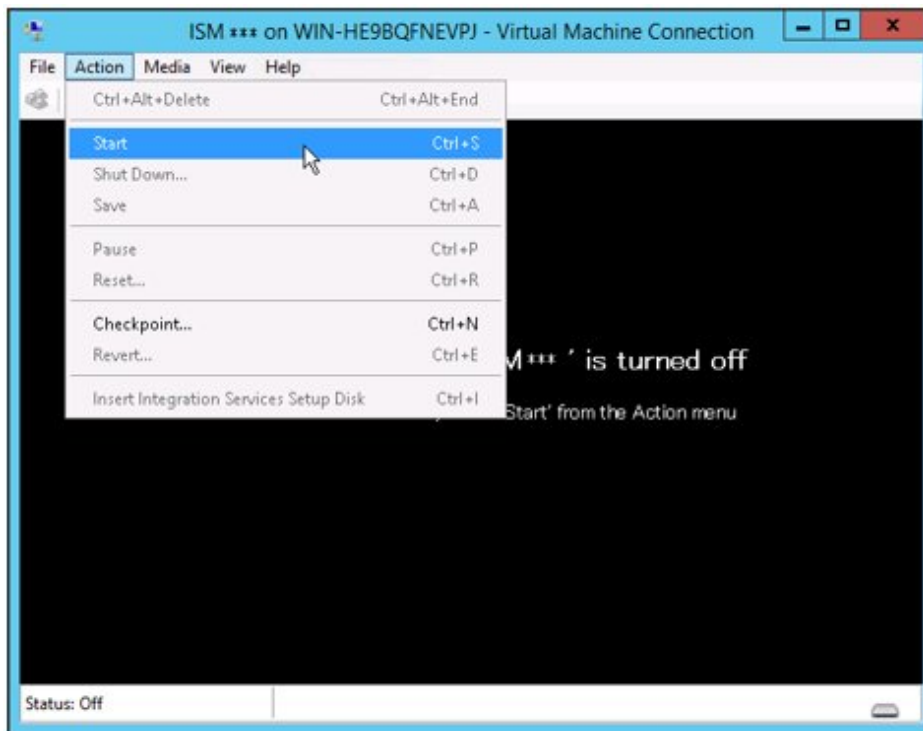 ISM *** on WIN-HE9BQFNEVPJ - Virtual Machine Connection
File Action Media View Help
Ctrl+Alt+Delete Ctrl+Alt+End
Start Ctrl+S
Shut Down... Ctrl+D
Save Ctrl+A
Pause Ctrl+P
Reset... Ctrl+R
Checkpoint... Ctrl+N
Revert... Ctrl+E
Insert Integration Services Setup Disk Ctrl+I
M *** ' is turned off
Start' from the Action menu
Status: Off